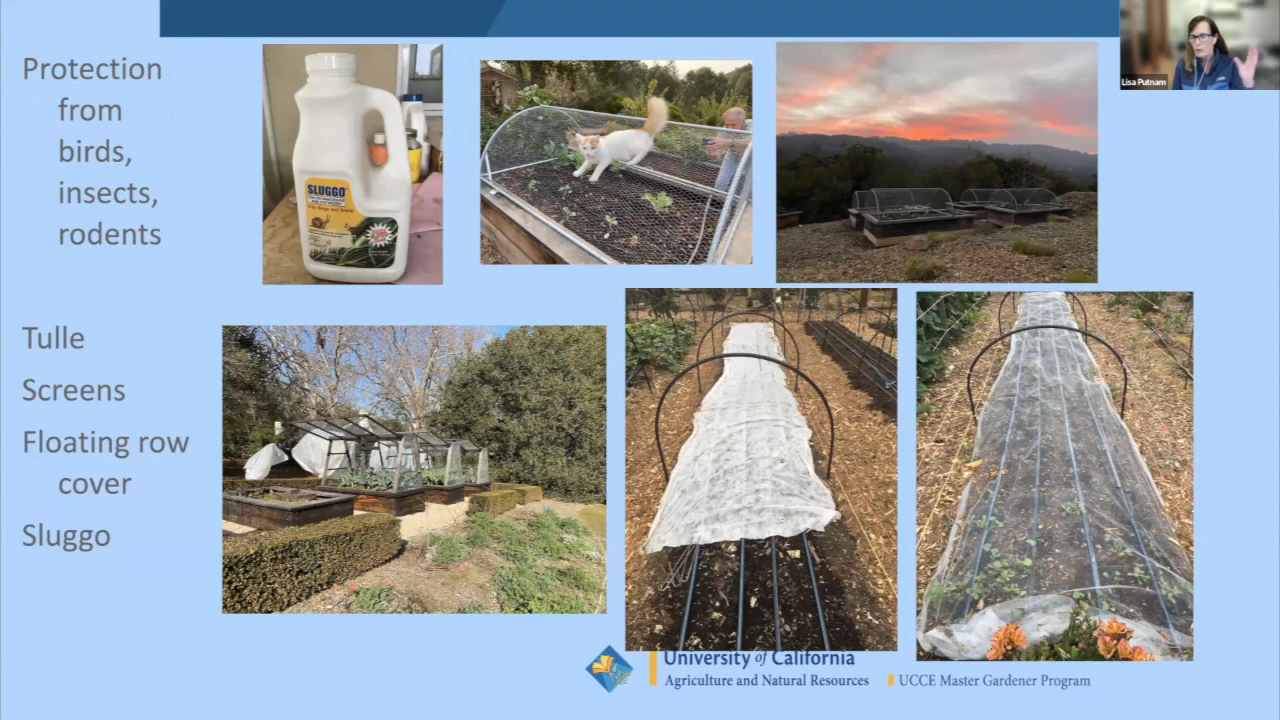 Protection
from
birds,
insects,
rodents
Tulle
Screens
Floating row
cover
Sluggo
SLUGGO
Lisa Putnam
University of California
Agriculture and Natural Resources
UCCE Master Gardener Program